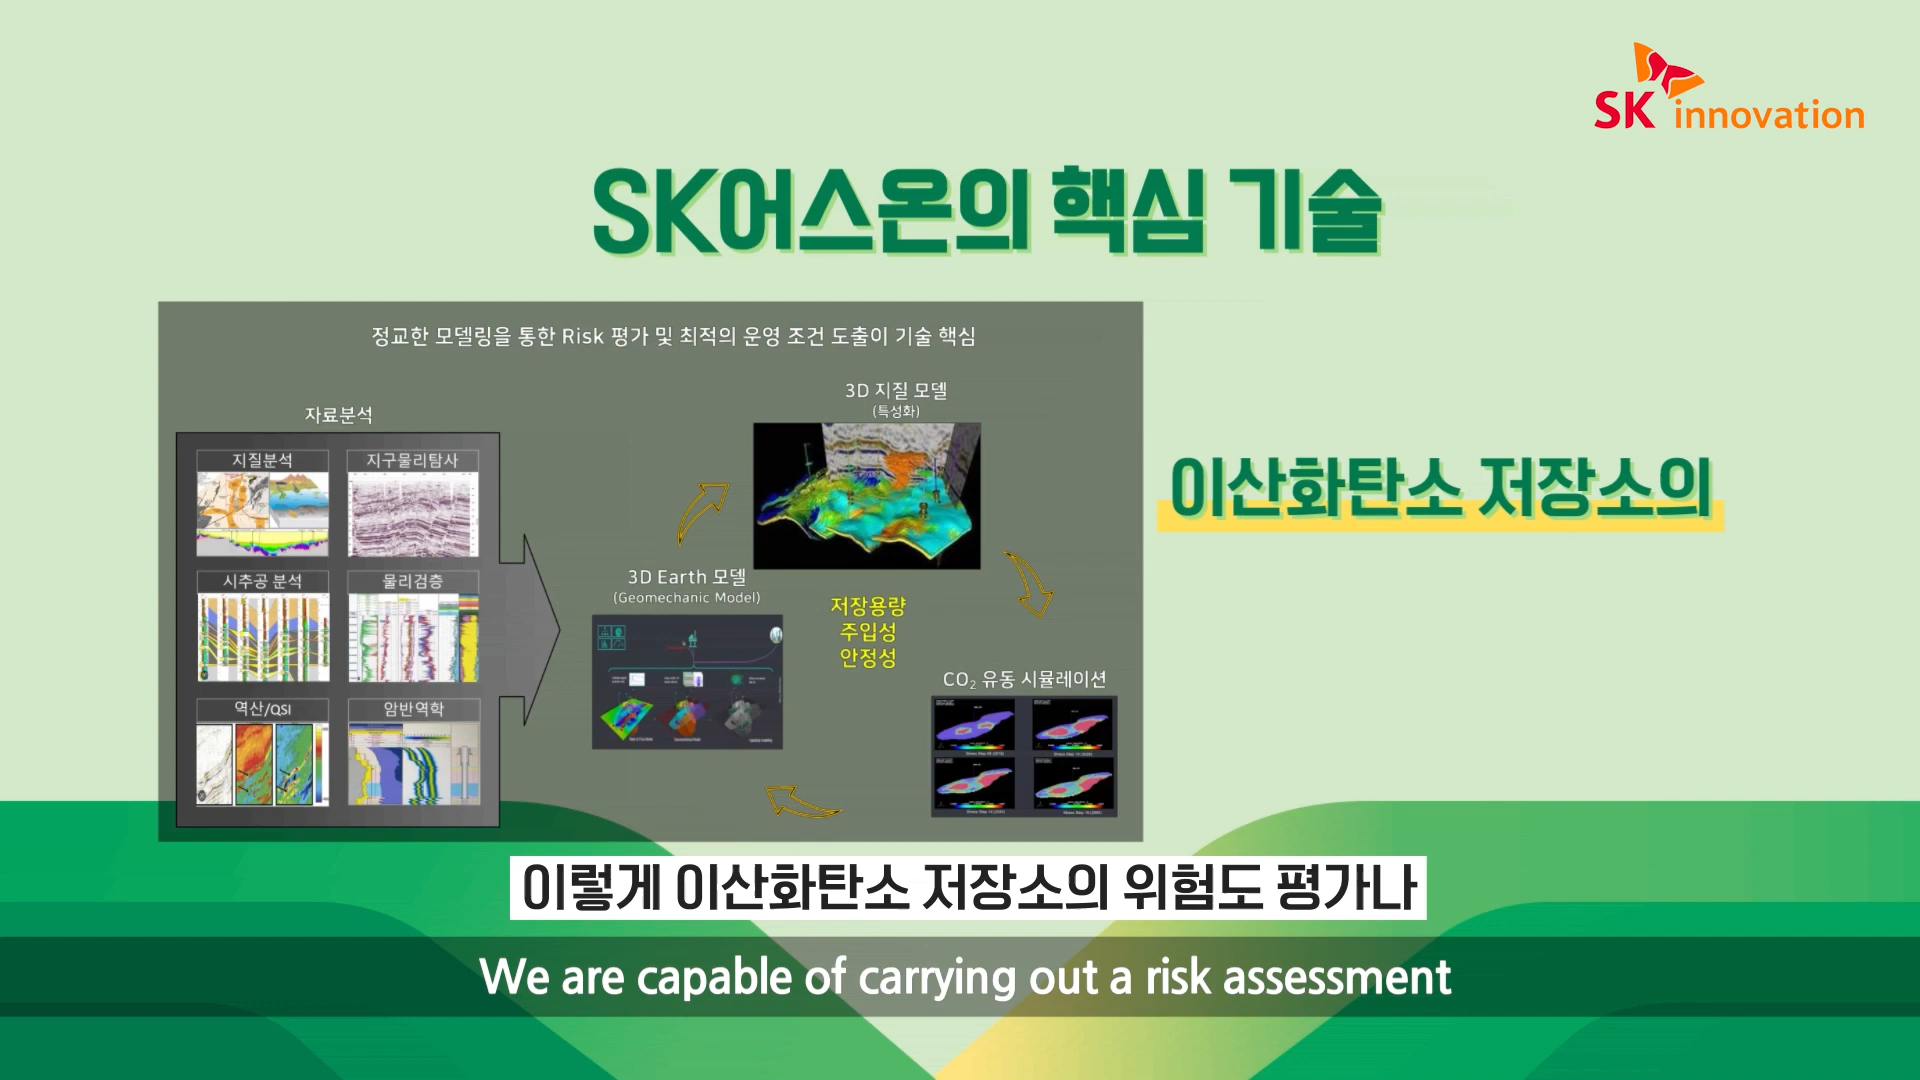 SK innovation
SK어스온의 핵심 기술
정교한 모델링을 통한 Risk 평가 및 최적의 운영 조건 도출이 기술 핵심
자료분석
지질분석
지구물리탐사
시추공 분석
물리검층
역산/QSI
암반역학
3D 지질 모델
(특성화)
3D Earth 모델
(Geomechanic Model)
저장용량
주입성
안정성
CO₂ 유동 시뮬레이션
이산화탄소 저장소의
이렇게 이산화탄소 저장소의 위험도 평가나
We are capable of carrying out a risk assessment